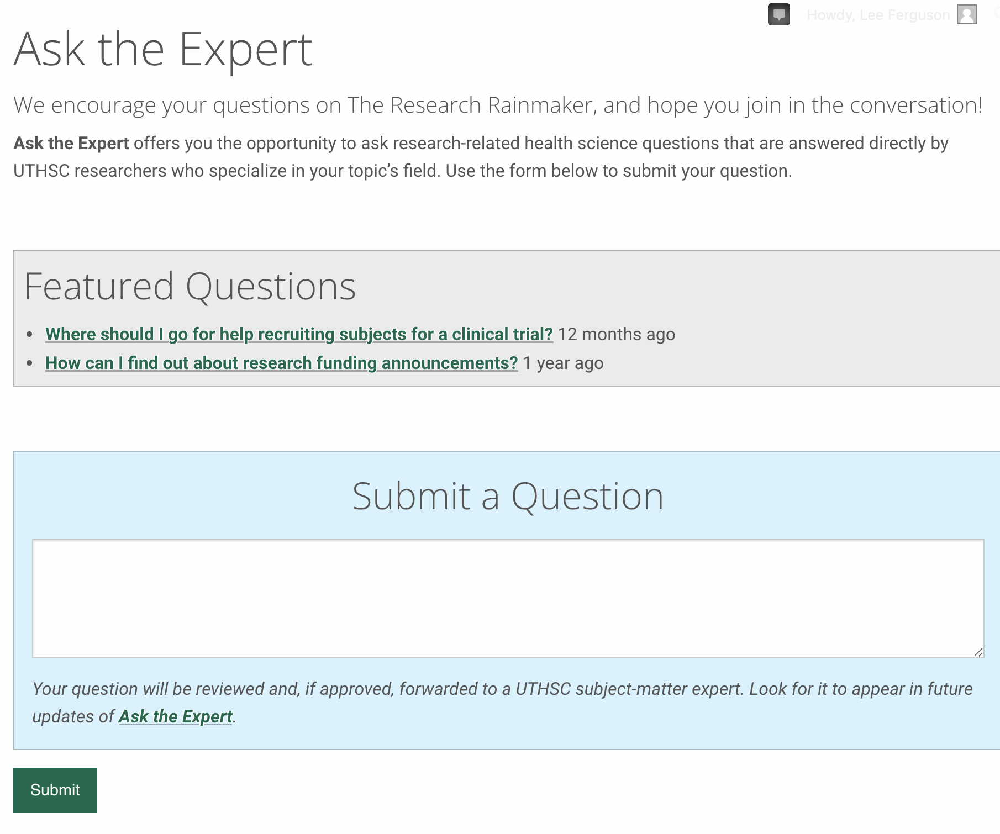 Howdy, Lee Ferguson
Ask the Expert
We encourage your questions on The Research Rainmaker, and hope you join in the conversation!
Ask the Expert offers you the opportunity to ask research-related health science questions that are answered directly by
UTHSC researchers who specialize in your topic’s field. Use the form below to submit your question.
Featured Questions
• Where should I go for help recruiting subjects for a clinical trial? 12 months ago
• How can I find out about research funding announcements? 1 year ago
Submit a Question
Your question will be reviewed and, if approved, forwarded to a UTHSC subject-matter expert. Look for it to appear in future
updates of Ask the Expert.
Submit